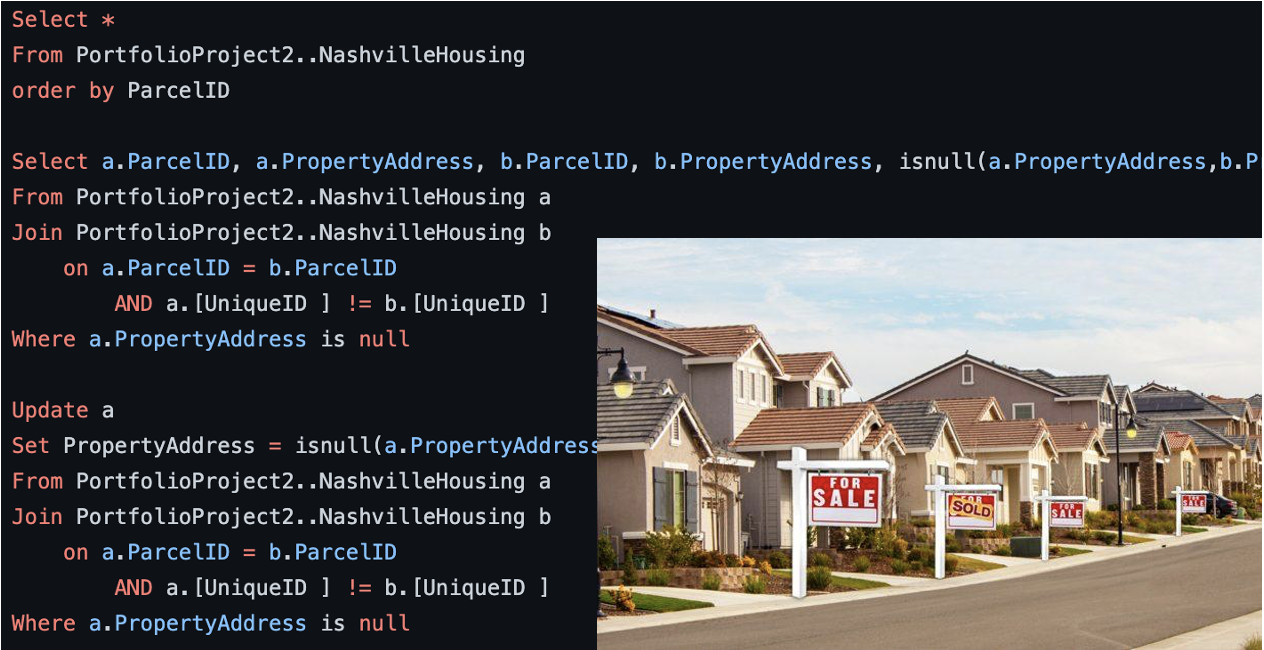 Select *
From PortfolioProject2..NashvilleHousing
order by ParcelID
Select a.ParcelID, a.PropertyAddress, b.ParcelID, b.PropertyAddress, isnull(a.PropertyAddress,b.P
From PortfolioProject2..NashvilleHousing a
Join PortfolioProject2..NashvilleHousing b
on a.ParcelID = b.ParcelID
AND a.[UniqueID ] != b.[UniqueID ]
Where a.PropertyAddress is null
Update a
Set PropertyAddress = isnull(a.PropertyAddress
From PortfolioProject2..NashvilleHousing a
Join PortfolioProject2..NashvilleHousing b
on a.ParcelID = b.ParcelID
AND a.[UniqueID ] != b.[UniqueID ]
Where a.PropertyAddress is null
FOR
SALE
FOR
SOLD
FOR
SALE
FOR
SALE